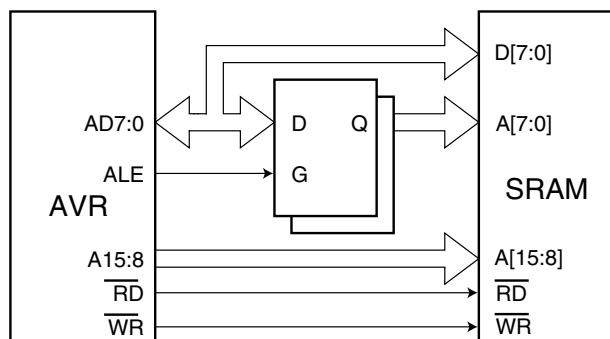 D[7:0]
AD7:0
D
Q
A[7:0]
ALE
G
AVR
SRAM
A15:8
A[15:8]
RD
RD
WR
WR